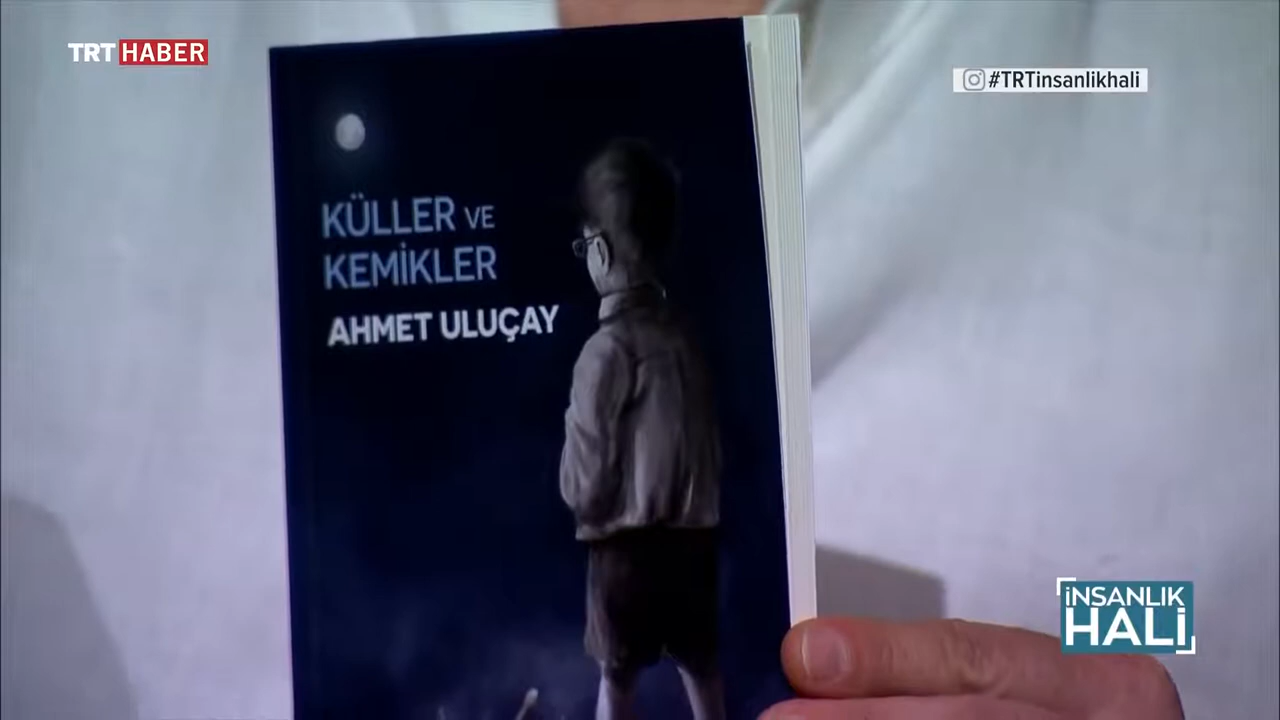 TRT HABER
#TRTinsanlikhali
KÜLLER VE
KEMİKLER
AHMET ULUÇAY
İNSANLIK
HALİ